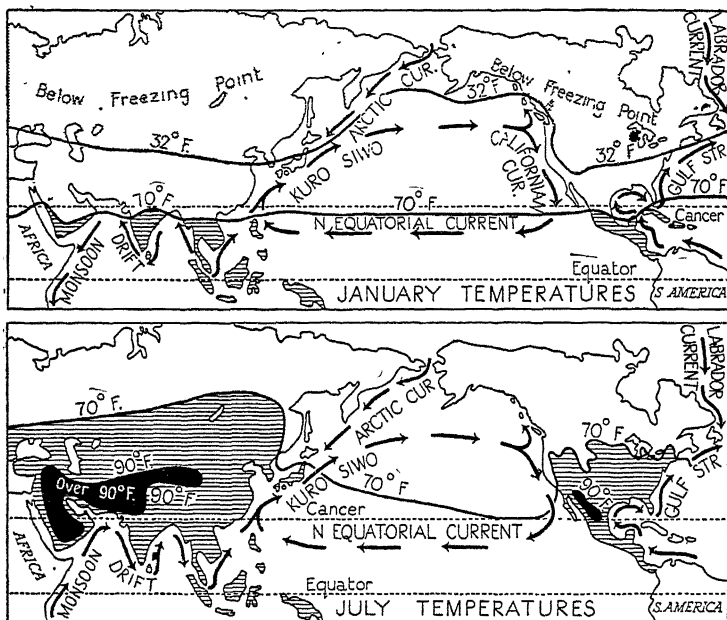 LABRADOR
CURRENT
Below Freezing Point
ARCTIC CUR.
32° F.
Below Freezing Point
32° F.
KURO SIWO
CALIFORNIAN
CUR.
32° F.
GULF STR.
70° F.
70° F.
70° F.
Cancer
N EQUATORIAL CURRENT
AFRICA
MONSOON
DRIFT
Equator
JANUARY TEMPERATURES
S. AMERICA
LABRADOR
CURRENT
70° F.
ARCTIC CUR
70° F.
90° F.
Over 90° F.
90° F.
KURO SIWO
70° F
90°
GULF
STR.
Cancer
N EQUATORIAL CURRENT
AFRICA
MONSOON
DRIFT
Equator
JULY TEMPERATURES
S. AMERICA